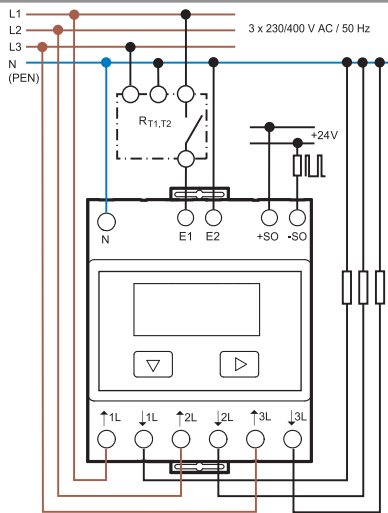 L1
L2
3 x 230/400 V AC / 50 Hz
L3
N
(PEN)
RT1,T2
+24V
N
E1
E2
+SO
-SO
↑1L
↓1L
↑2L
↓2L
↑3L
↓3L